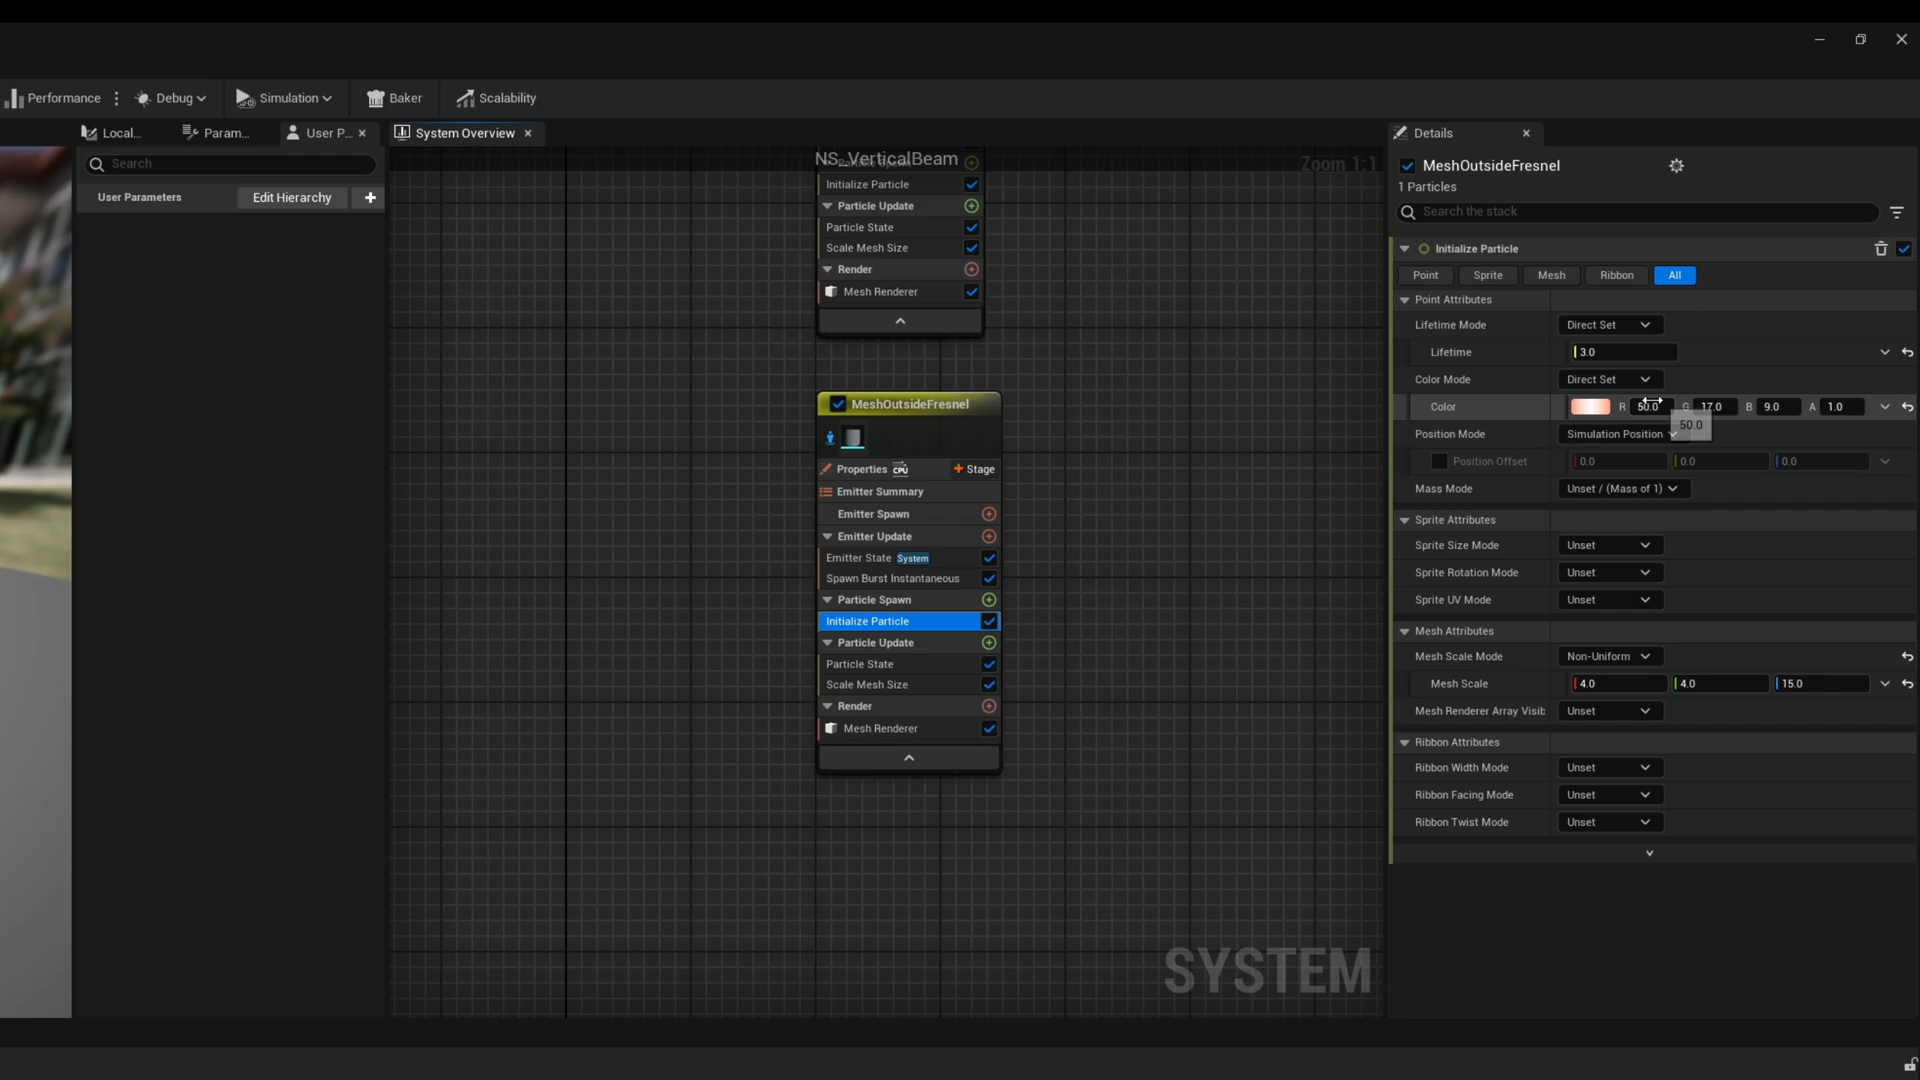 Performance
Debug
Simulation
Baker
Scalability
Local...
Param...
User P...
System Overview
Search
User Parameters
Edit Hierarchy
NS_VerticalBeam
Zoom 1:1
Initialize Particle
Particle Update
Particle State
Scale Mesh Size
Render
Mesh Renderer
MeshOutsideFresnel
Properties CPU Stage
Emitter Summary
Emitter Spawn
Emitter Update
Emitter State System
Spawn Burst Instantaneous
Particle Spawn
Initialize Particle
Particle Update
Particle State
Scale Mesh Size
Render
Mesh Renderer
SYSTEM
Details
MeshOutsideFresnel
1 Particles
Search the stack
Initialize Particle
Point Sprite Mesh Ribbon All
Point Attributes
Lifetime Mode Direct Set
Lifetime 3.0
Color Mode Direct Set
Color R 50.0 G 17.0 B 9.0 A 1.0
50.0
Position Mode Simulation Position
Position Offset 0.0 0.0 0.0
Mass Mode Unset / (Mass of 1)
Sprite Attributes
Sprite Size Mode Unset
Sprite Rotation Mode Unset
Sprite UV Mode Unset
Mesh Attributes
Mesh Scale Mode Non-Uniform
Mesh Scale 4.0 4.0 15.0
Mesh Renderer Array Visib Unset
Ribbon Attributes
Ribbon Width Mode Unset
Ribbon Facing Mode Unset
Ribbon Twist Mode Unset